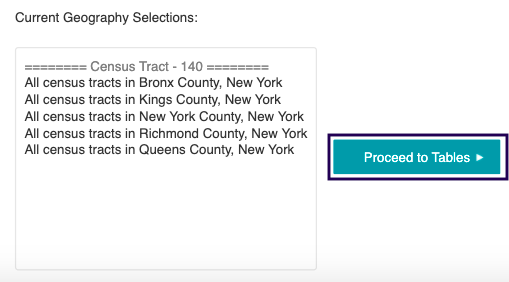 Current Geography Selections:
======== Census Tract - 140 ========
All census tracts in Bronx County, New York
All census tracts in Kings County, New York
All census tracts in New York County, New York
All census tracts in Richmond County, New York
All census tracts in Queens County, New York
Proceed to Tables ▸